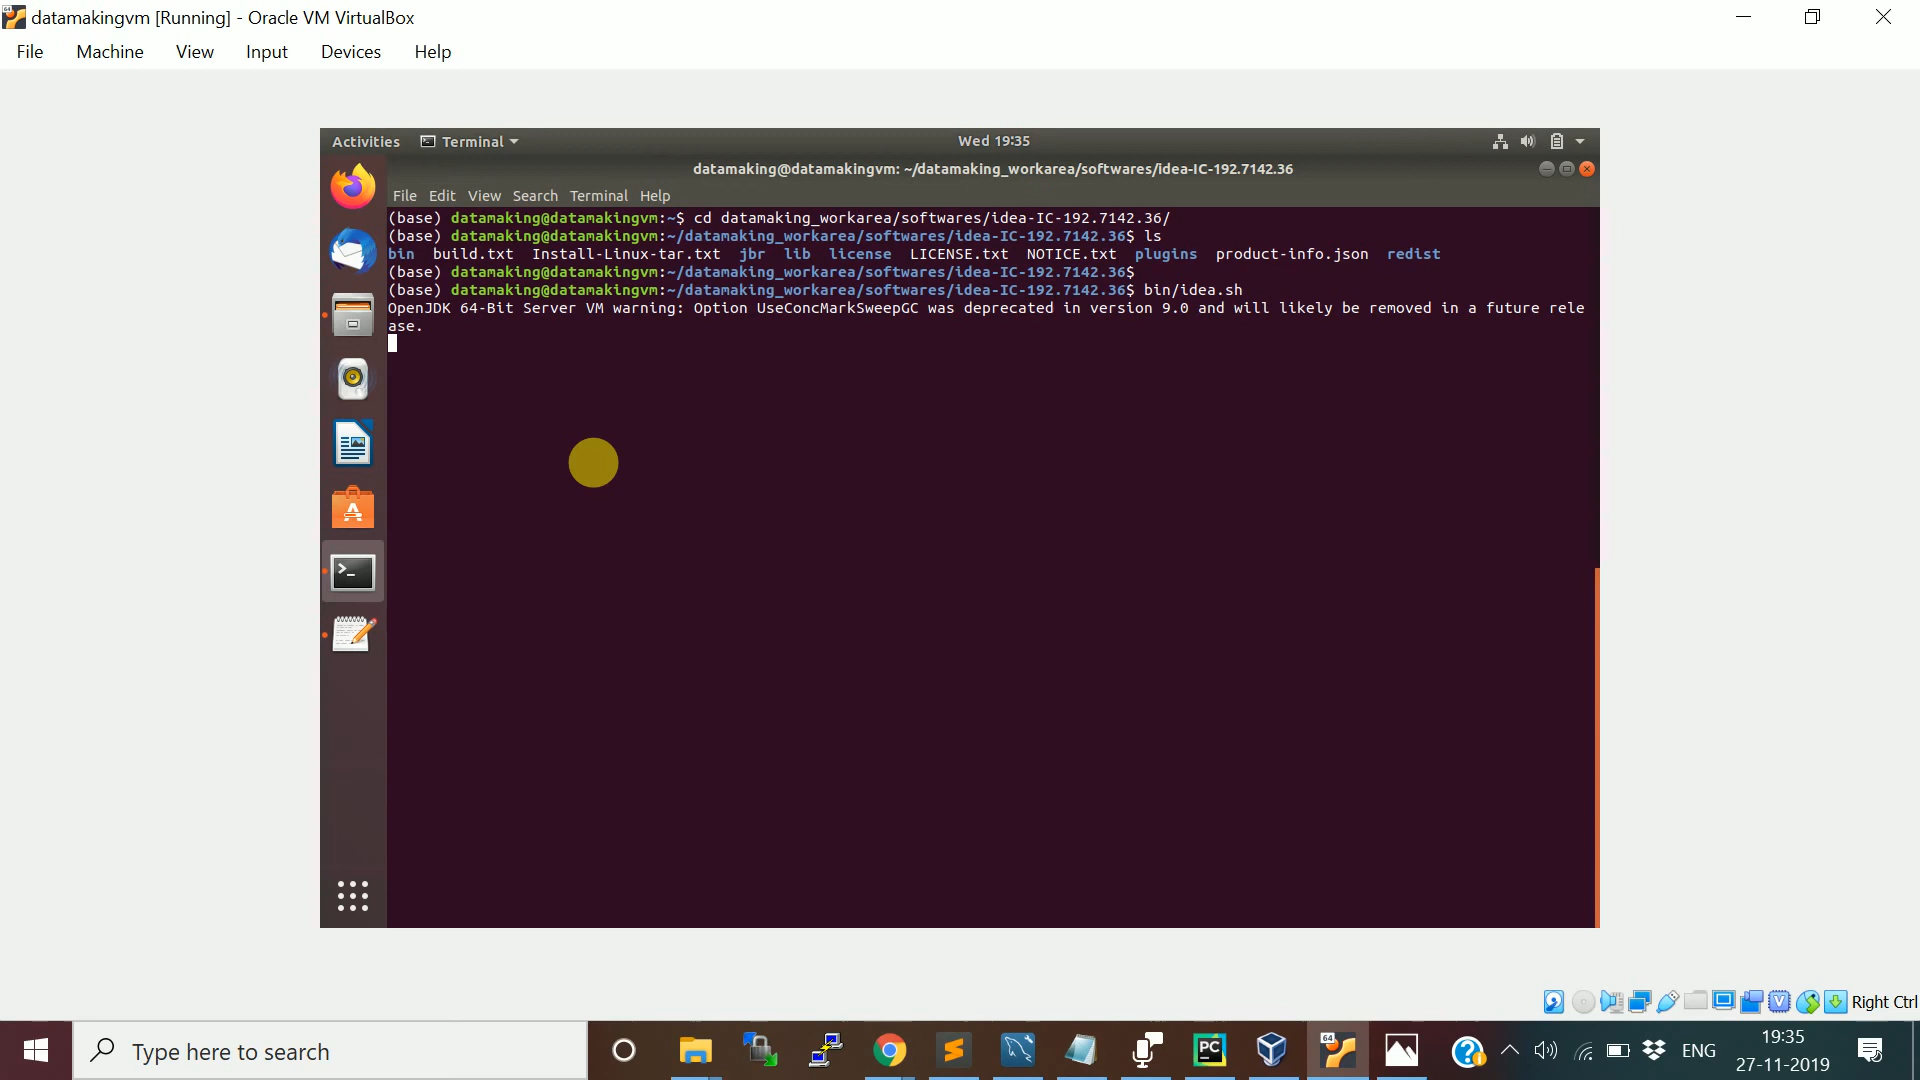 datamakingvm [Running] - Oracle VM VirtualBox
File Machine View Input Devices Help
Activities Terminal Wed 19:35
datamaking@datamakingvm: ~/datamaking_workarea/softwares/idea-IC-192.7142.36
File Edit View Search Terminal Help
(base) datamaking@datamakingvm:~$ cd datamaking_workarea/softwares/idea-IC-192.7142.36/
(base) datamaking@datamakingvm:~/datamaking_workarea/softwares/idea-IC-192.7142.36$ ls
bin build.txt Install-Linux-tar.txt jbr lib license LICENSE.txt NOTICE.txt plugins product-info.json redist
(base) datamaking@datamakingvm:~/datamaking_workarea/softwares/idea-IC-192.7142.36$
(base) datamaking@datamakingvm:~/datamaking_workarea/softwares/idea-IC-192.7142.36$ bin/idea.sh
OpenJDK 64-Bit Server VM warning: Option UseConcMarkSweepGC was deprecated in version 9.0 and will likely be removed in a future rele
ase.
Right Ctrl
Type here to search
PC
64
ENG
19:35
27-11-2019